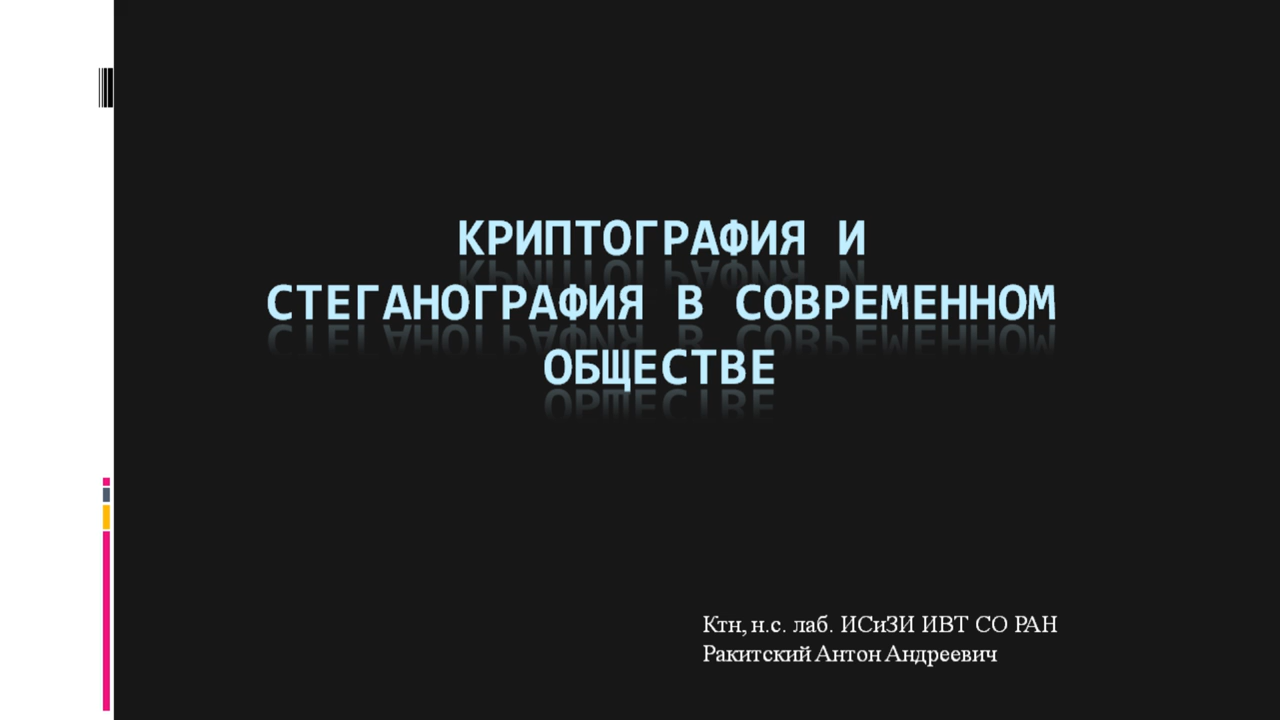 КРИПТОГРАФИЯ И
СТЕГАНОГРАФИЯ В СОВРЕМЕННОМ
ОБЩЕСТВЕ
Ктн, н.с. лаб. ИСиЗИ ИВТ СО РАН
Ракитский Антон Андреевич